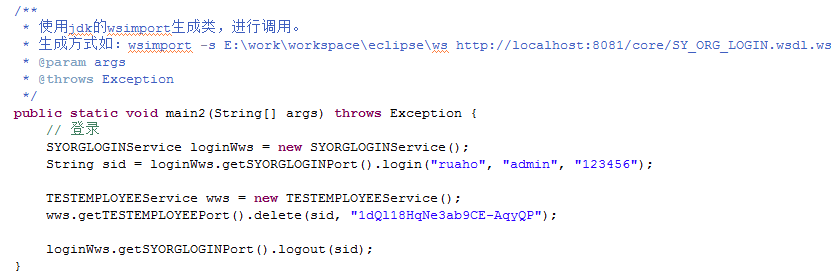 /**
 * 使用jdk的wsimport生成类，进行调用。
 * 生成方式如：wsimport -s E:\work\workspace\eclipse\ws http://localhost:8081/core/SY_ORG_LOGIN.wsdl.ws
 * @param args
 * @throws Exception
 */
public static void main2(String[] args) throws Exception {
    // 登录
    SYORGLOGINService loginWws = new SYORGLOGINService();
    String sid = loginWws.getSYORGLOGINPort().login("ruaho", "admin", "123456");

    TESTEMPLOYEEService wws = new TESTEMPLOYEEService();
    wws.getTESTEMPLOYEEPort().delete(sid, "1dQl18HqNe3ab9CE-AqyQP");

    loginWws.getSYORGLOGINPort().logout(sid);
}